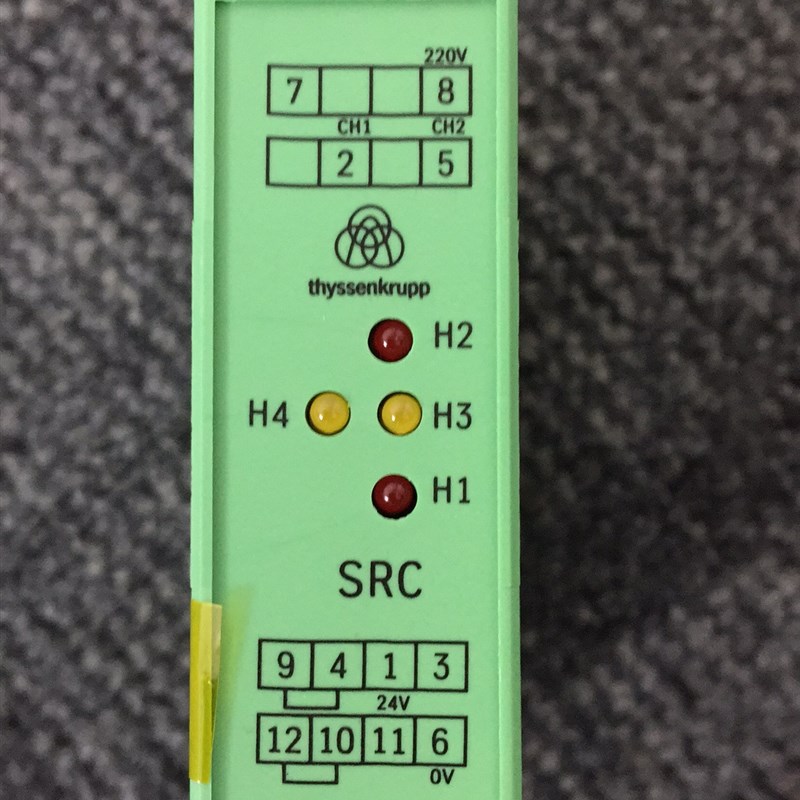 220V
7 8
CH1 CH2
2 5
thyssenkrupp
H2
H4 H3
H1
SRC
9 4 1 3
24V
12 10 11 6
0V